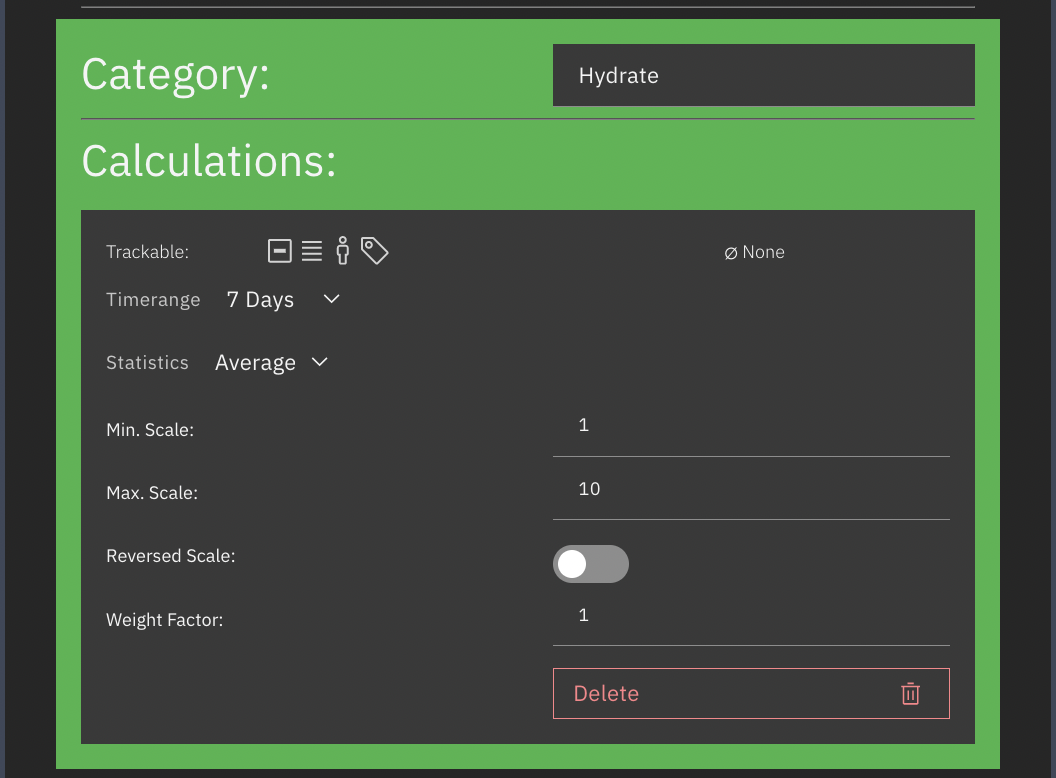 Category:
Hydrate
Calculations:
Trackable:
∅ None
Timerange 7 Days
Statistics Average
Min. Scale:
1
Max. Scale:
10
Reversed Scale:
Weight Factor:
1
Delete